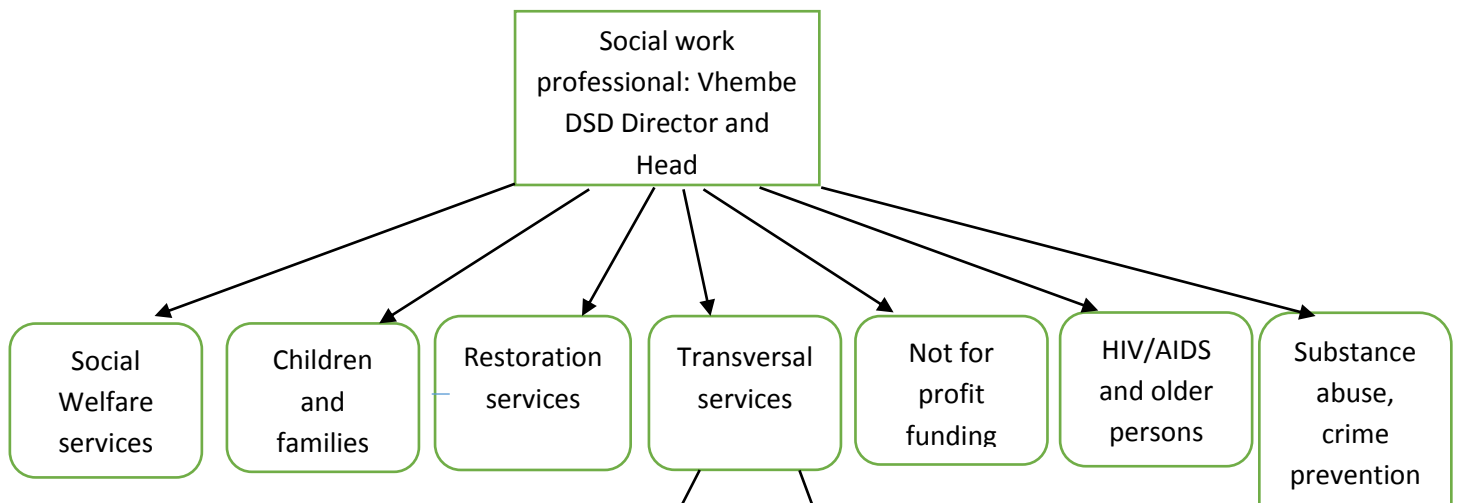 Social work
professional: Vhembe
DSD Director and
Head
Social
Welfare
services
Children
and
families
Restoration
services
Transversal
services
Not for
profit
funding
HIV/AIDS
and older
persons
Substance
abuse,
crime
prevention